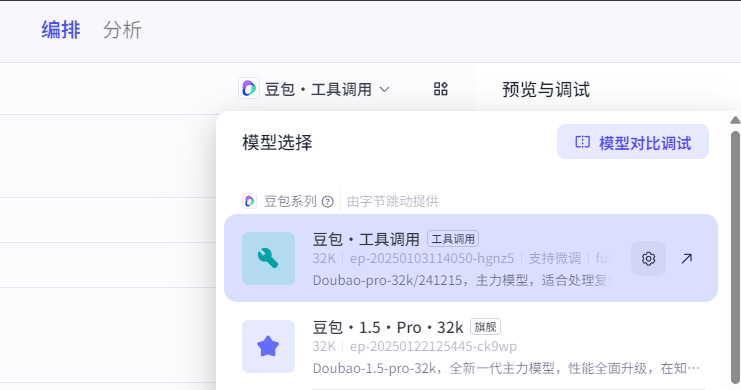 编排 分析
豆包·工具调用 预览与调试
模型选择 模型对比调试
豆包系列 由字节跳动提供
豆包·工具调用 工具调用
32K ep-20250103114050-hgnz5 支持微调
Doubao-pro-32k/241215，主力模型，适合处理复
豆包·1.5·Pro·32k 旗舰
32K ep-20250122125445-ck9wp
Doubao-1.5-pro-32k，全新一代主力模型，性能全面升级，在知…